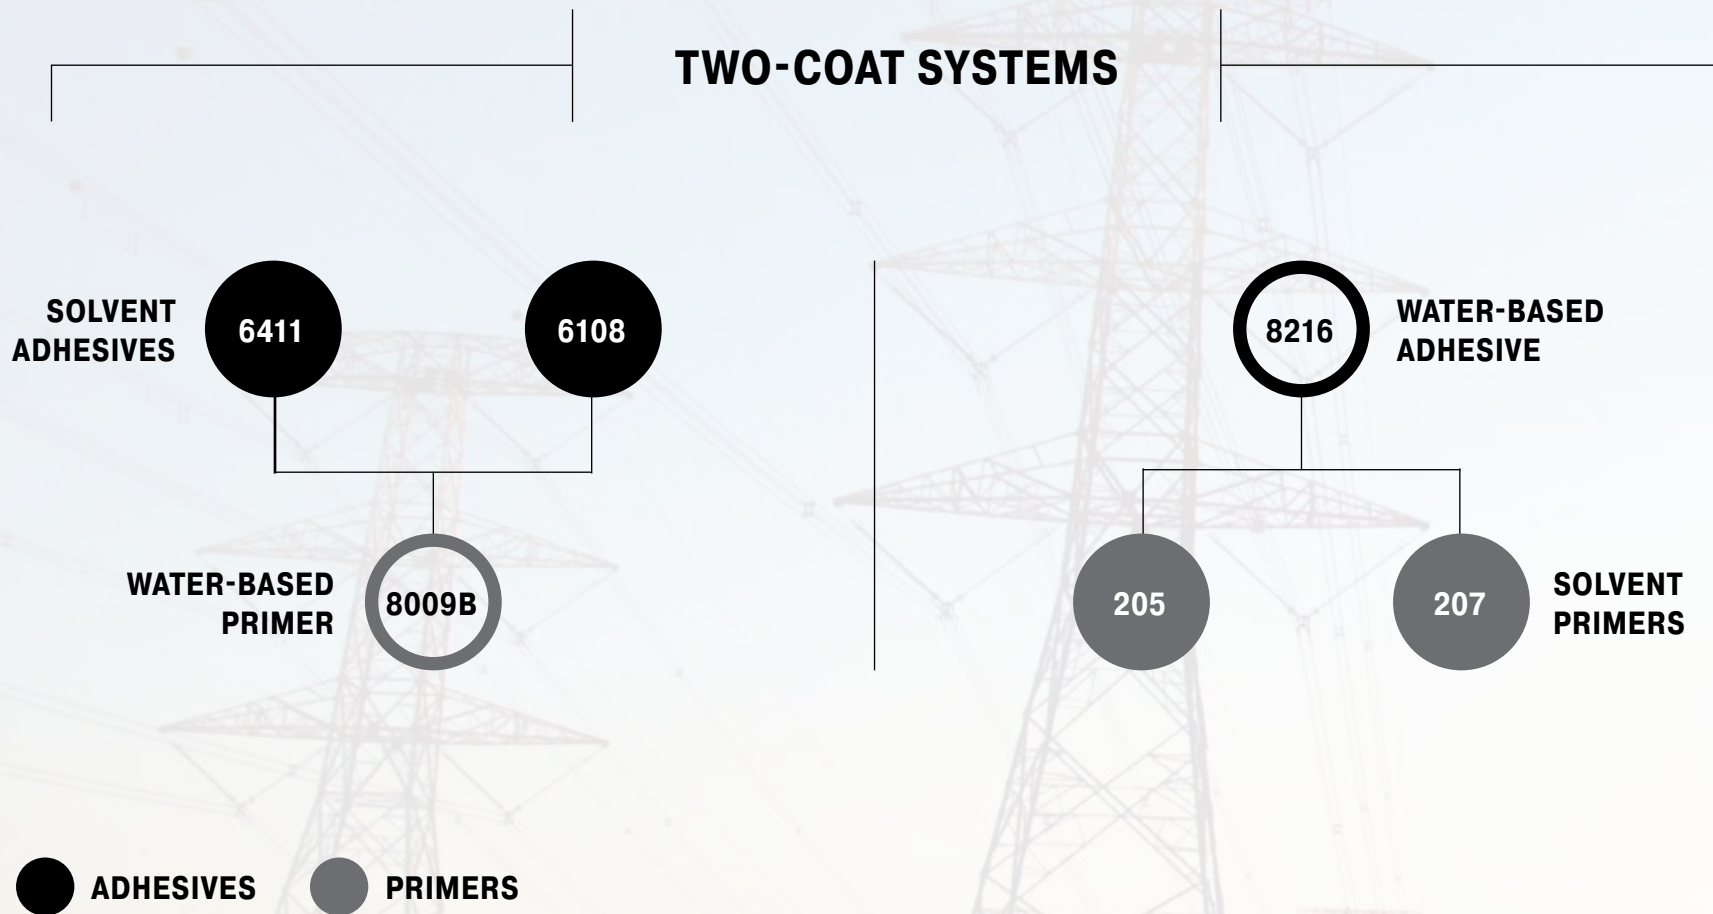 TWO-COAT SYSTEMS
SOLVENT
ADHESIVES
6411
6108
WATER-BASED
PRIMER
8009B
8216
WATER-BASED
ADHESIVE
205
207
SOLVENT
PRIMERS
ADHESIVES
PRIMERS